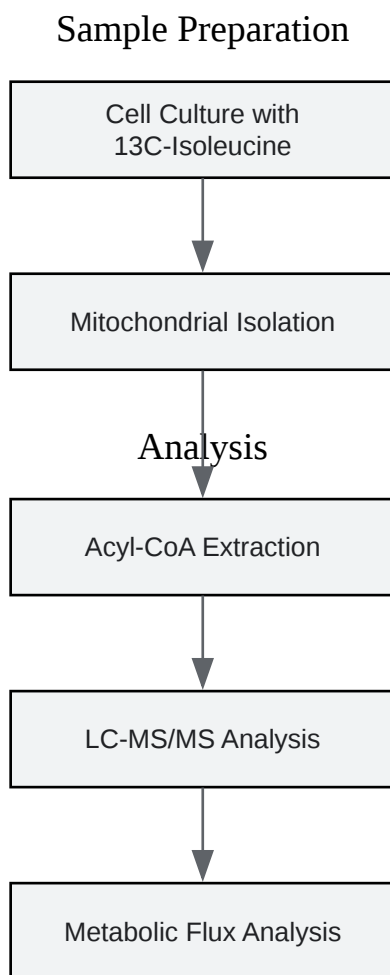 Sample Preparation
Cell Culture with
13C-Isoleucine
Mitochondrial Isolation
Analysis
Acyl-CoA Extraction
LC-MS/MS Analysis
Metabolic Flux Analysis